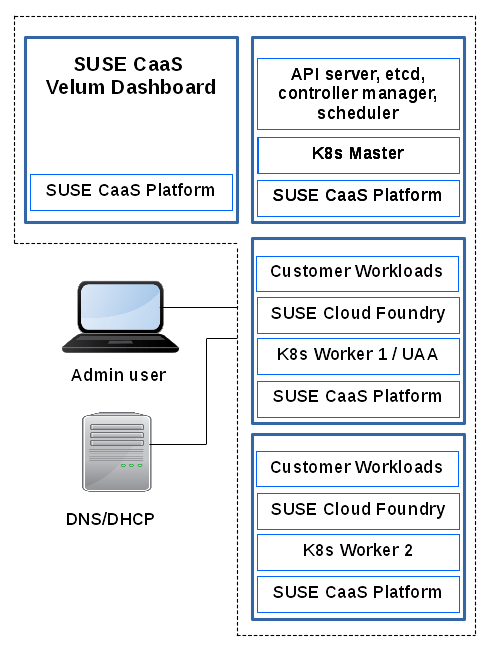 SUSE CaaS
Velum Dashboard
SUSE CaaS Platform
API server, etcd,
controller manager,
scheduler
K8s Master
SUSE CaaS Platform
Customer Workloads
SUSE Cloud Foundry
K8s Worker 1 / UAA
SUSE CaaS Platform
Admin user
DNS/DHCP
Customer Workloads
SUSE Cloud Foundry
K8s Worker 2
SUSE CaaS Platform